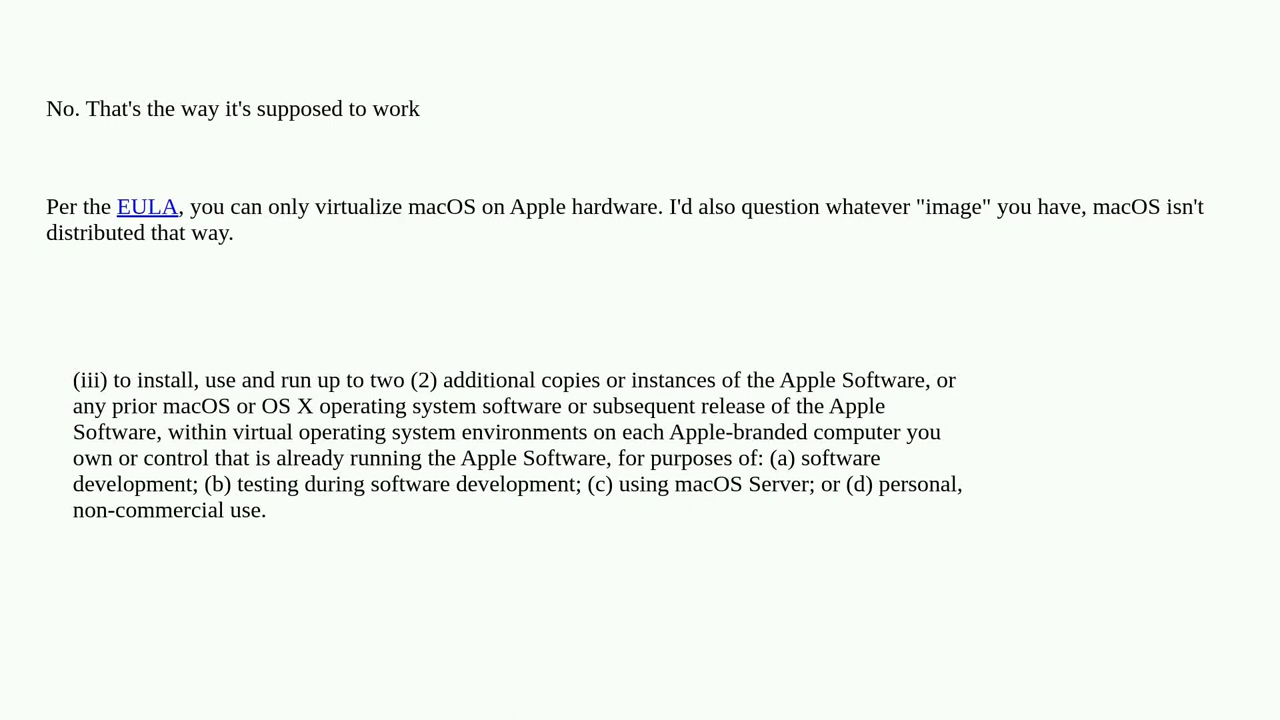 No. That's the way it's supposed to work
Per the EULA, you can only virtualize macOS on Apple hardware. I'd also question whatever "image" you have, macOS isn't
distributed that way.
(iii) to install, use and run up to two (2) additional copies or instances of the Apple Software, or
any prior macOS or OS X operating system software or subsequent release of the Apple
Software, within virtual operating system environments on each Apple-branded computer you
own or control that is already running the Apple Software, for purposes of: (a) software
development; (b) testing during software development; (c) using macOS Server; or (d) personal,
non-commercial use.